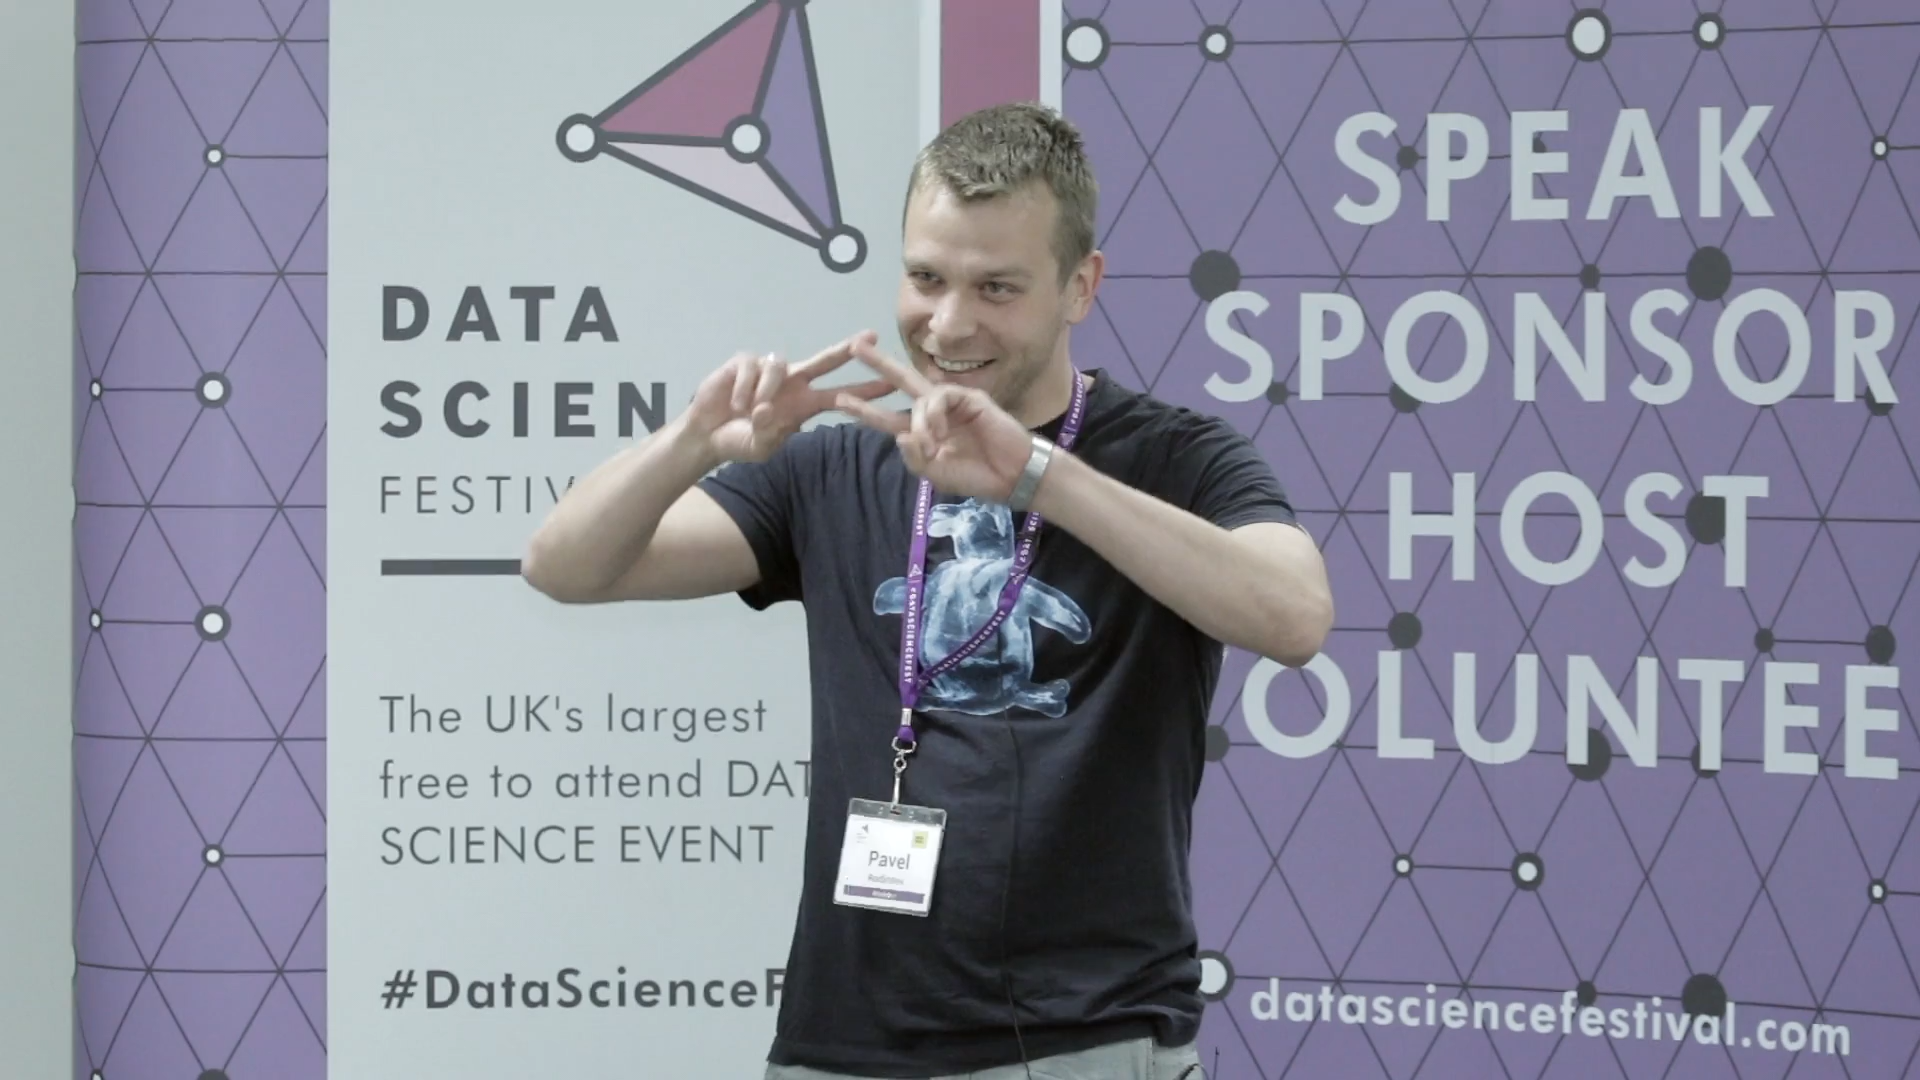 DATA
SCIEN
FESTIV
The UK's largest
free to attend DAT
SCIENCE EVENT
#DataScienceF
SPEAK
SPONSOR
HOST
OLUNTEE
datasciencefestival.com
Pavel